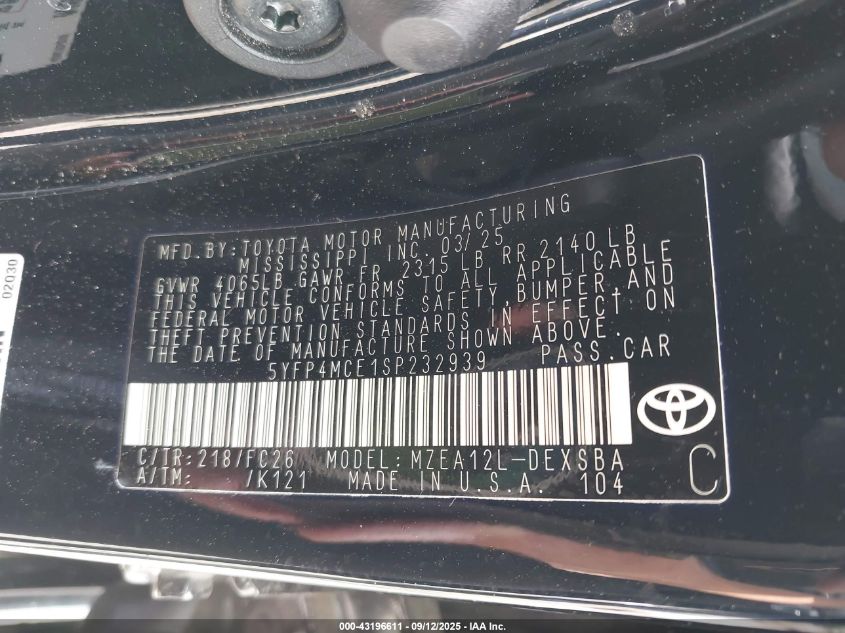 MFD.BY:TOYOTA MOTOR MANUFACTURING
MISSISSIPPI INC 03/25
GVWR 4065LB GAWR FR 2315 LB RR 2140 LB
THIS VEHICLE CONFORMS TO ALL APPLICABLE
FEDERAL MOTOR VEHICLE SAFETY,BUMPER,AND
THEFT PREVENTION STANDARDS IN EFFECT ON
THE DATE OF MANUFACTURE SHOWN ABOVE.
5YFP4MCE1SP232939 PASS.CAR
C/TR:218/FC26 MODEL:MZEA12L-DEXSBA
A/TM: /K121 MADE IN U.S.A. 104
C
02030
000-43196611 - 09/12/2025 - IAA Inc.